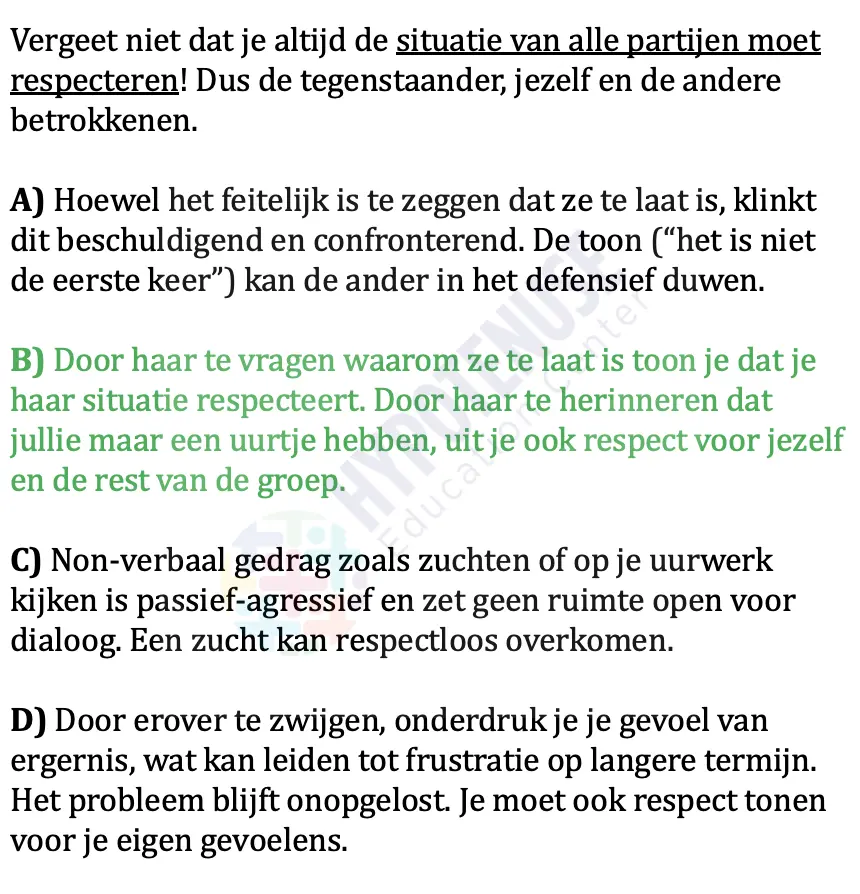 Vergeet niet dat je altijd de situatie van alle partijen moet
respecteren! Dus de tegenstaander, jezelf en de andere
betrokkenen.
A) Hoewel het feitelijk is te zeggen dat ze te laat is, klinkt
dit beschuldigend en confronterend. De toon (“het is niet
de eerste keer”) kan de ander in het defensief duwen.
B) Door haar te vragen waarom ze te laat is toon je dat je
haar situatie respecteert. Door haar te herinneren dat
jullie maar een uurtje hebben, uit je ook respect voor jezelf
en de rest van de groep.
C) Non-verbaal gedrag zoals zuchten of op je uurwerk
kijken is passief-agressief en zet geen ruimte open voor
dialoog. Een zucht kan respectloos overkomen.
D) Door erover te zwijgen, onderdruk je je gevoel van
ergernis, wat kan leiden tot frustratie op langere termijn.
Het probleem blijft onopgelost. Je moet ook respect tonen
voor je eigen gevoelens.
HYPOTENUSE
Education Center